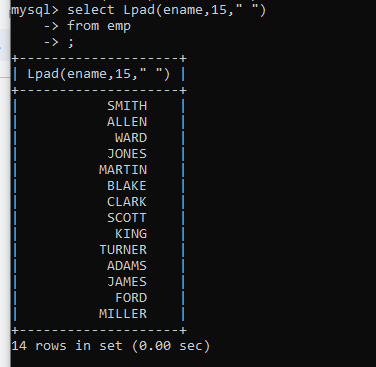 mysql> select Lpad(ename,15," ")
    -> from emp
    -> ;
+--------------------+
| Lpad(ename,15," ") |
+--------------------+
|           SMITH    |
|           ALLEN    |
|            WARD    |
|           JONES    |
|          MARTIN    |
|           BLAKE    |
|           CLARK    |
|           SCOTT    |
|            KING    |
|          TURNER    |
|           ADAMS    |
|           JAMES    |
|            FORD    |
|          MILLER    |
+--------------------+
14 rows in set (0.00 sec)